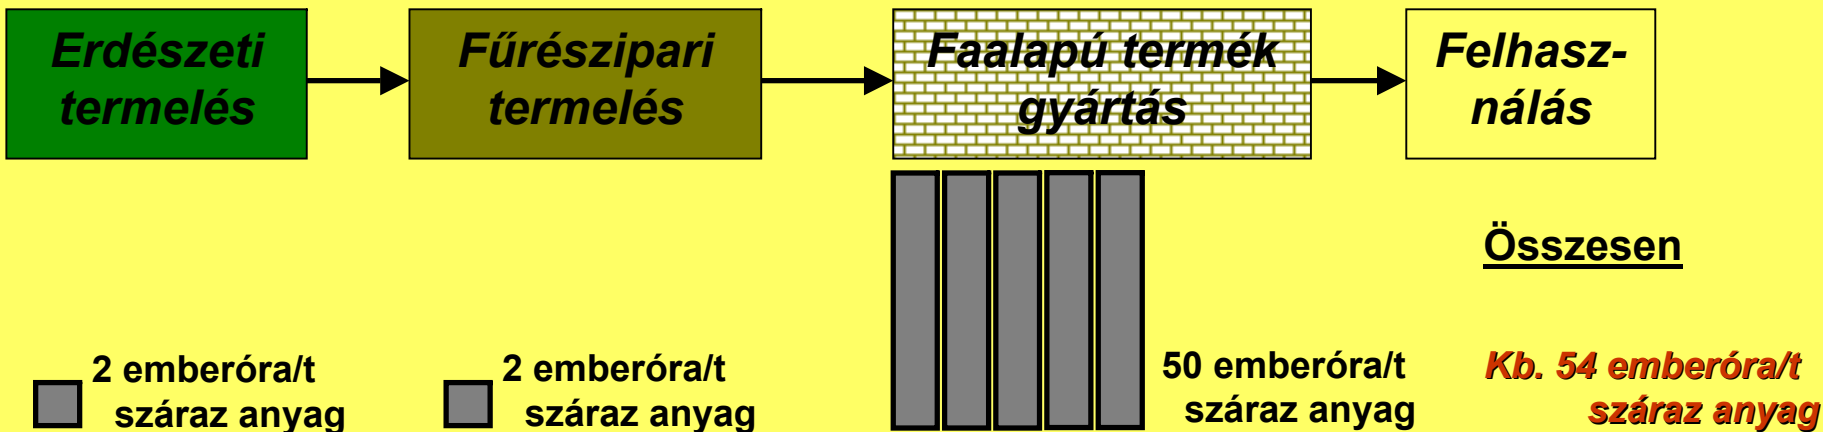 Erdészeti
termelés
Fűrészipari
termelés
Faalapú termék
gyártás
Felhasz-
nálás
Összesen
2 emberóra/t
száraz anyag
2 emberóra/t
száraz anyag
50 emberóra/t
száraz anyag
Kb. 54 emberóra/t
száraz anyag